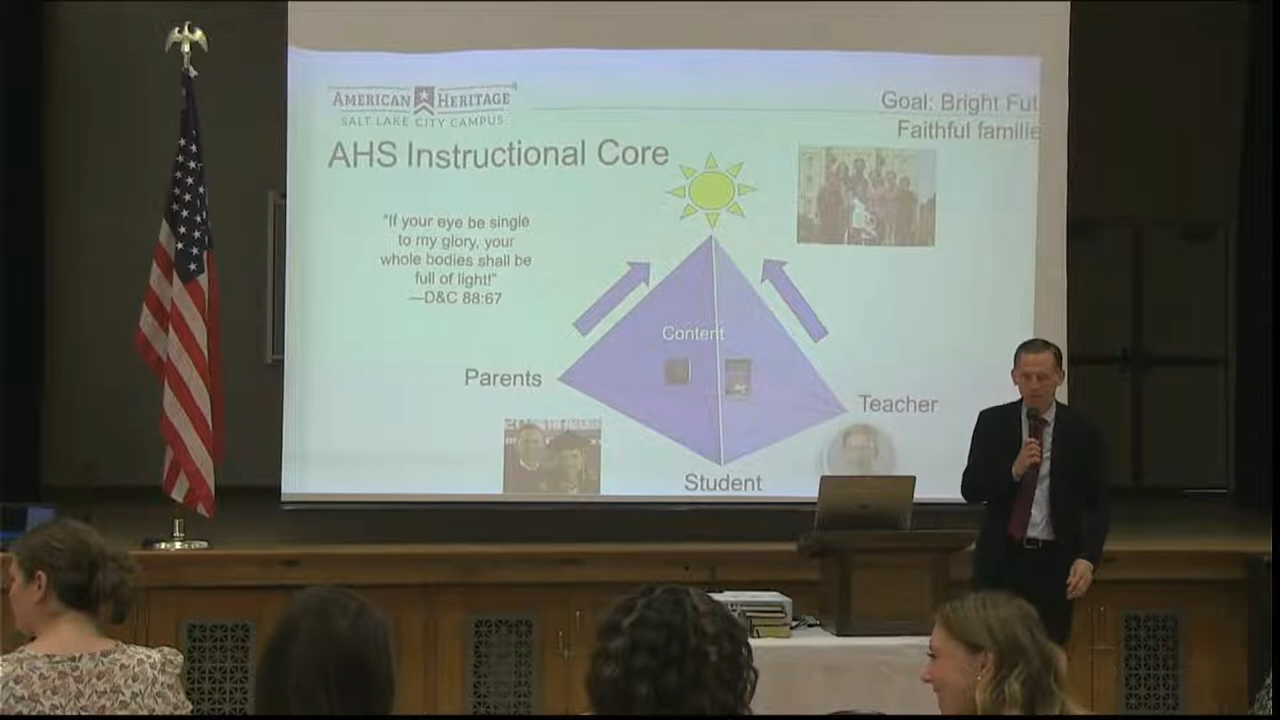 AMERICAN HERITAGE
SALT LAKE CITY CAMPUS
Goal: Bright Fut
Faithful familie
AHS Instructional Core
"If your eye be single
to my glory, your
whole bodies shall be
full of light!"
—D&C 88:67
Content
Parents
Teacher
Student